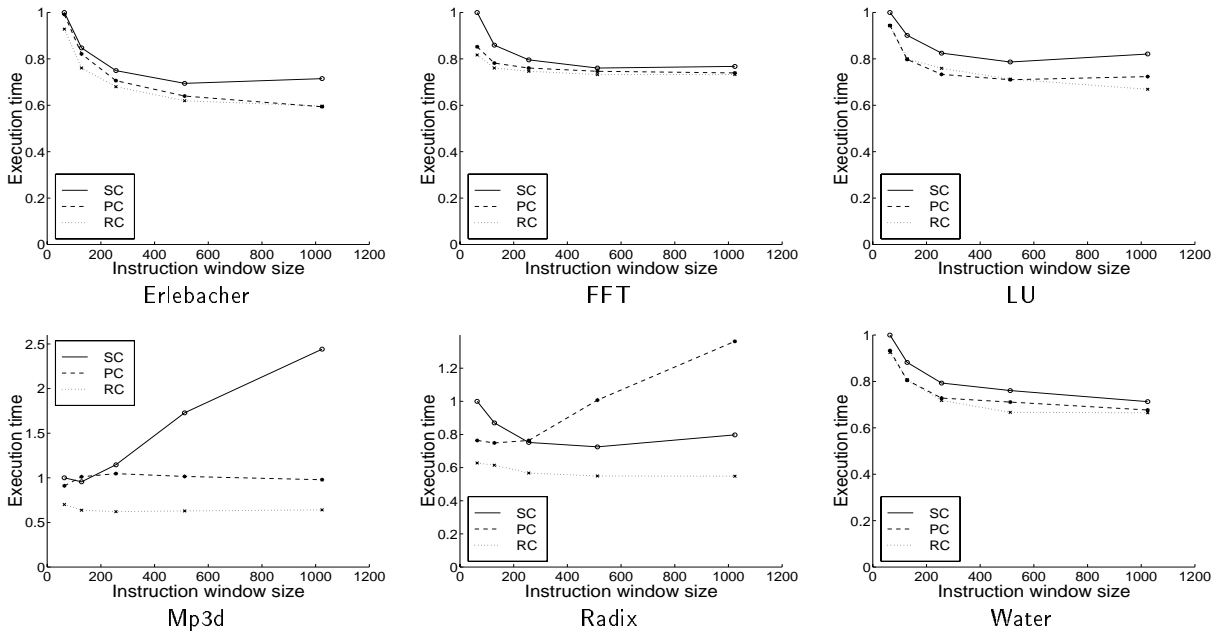 Execution time
1
0.8
0.6
0.4
0.2
0
SC
PC
RC
0 200 400 600 800 1000 1200
Instruction window size
Erlebacher
Execution time
1
0.8
0.6
0.4
0.2
0
SC
PC
RC
0 200 400 600 800 1000 1200
Instruction window size
FFT
Execution time
1
0.8
0.6
0.4
0.2
0
SC
PC
RC
0 200 400 600 800 1000 1200
Instruction window size
LU
Execution time
2.5
2
1.5
1
0.5
0
SC
PC
RC
0 200 400 600 800 1000 1200
Instruction window size
Mp3d
Execution time
1.2
1
0.8
0.6
0.4
0.2
0
SC
PC
RC
0 200 400 600 800 1000 1200
Instruction window size
Radix
Execution time
1
0.8
0.6
0.4
0.2
0
SC
PC
RC
0 200 400 600 800 1000 1200
Instruction window size
Water